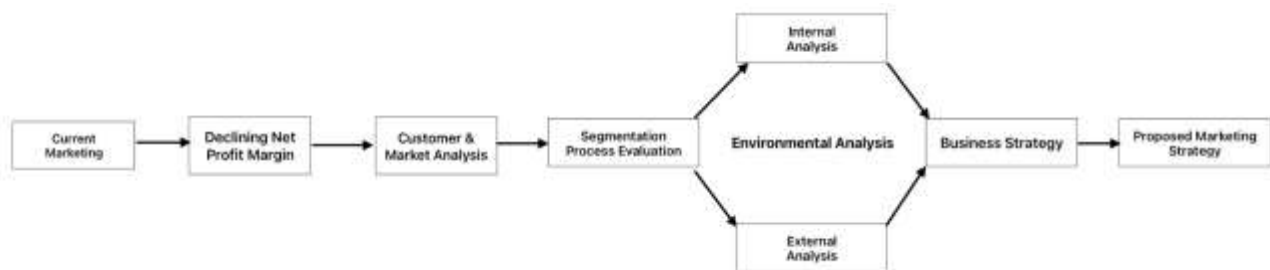 Current
Marketing
Declining Net
Profit Margin
Customer &
Market Analysis
Segmentation
Process Evaluation
Internal
Analysis
Environmental Analysis
External
Analysis
Business Strategy
Proposed Marketing
Strategy